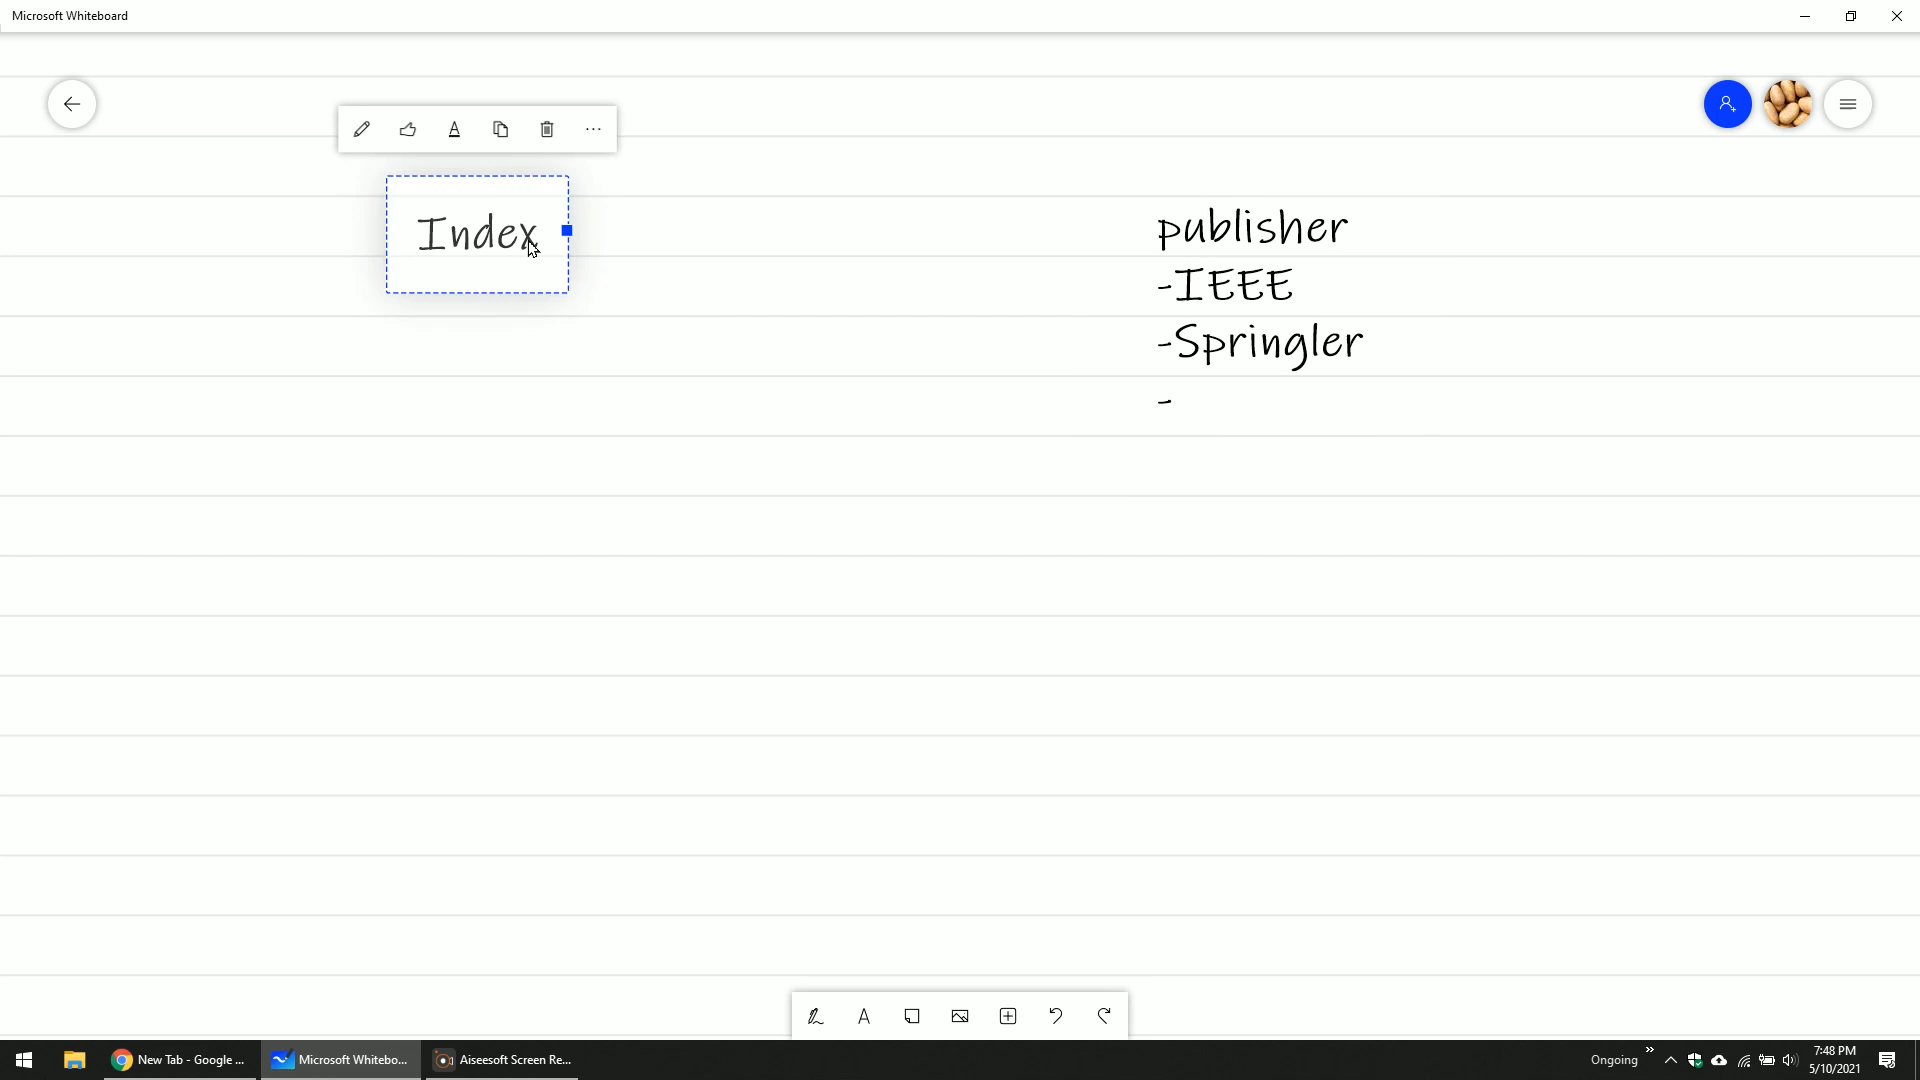 Microsoft Whiteboard
Index
publisher
-IEEE
-Springler
-
New Tab - Google ...
Microsoft Whitebo...
Aiseesoft Screen Re...
Ongoing
7:48 PM
5/10/2021